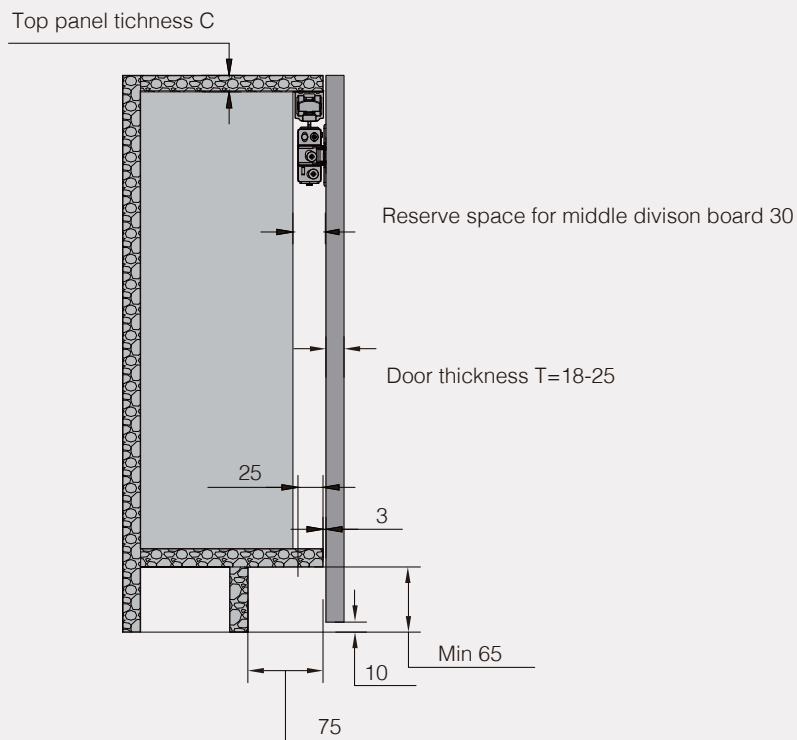 Top panel tichness C
Reserve space for middle divison board 30
Door thickness T=18-25
25
3
Min 65
10
75